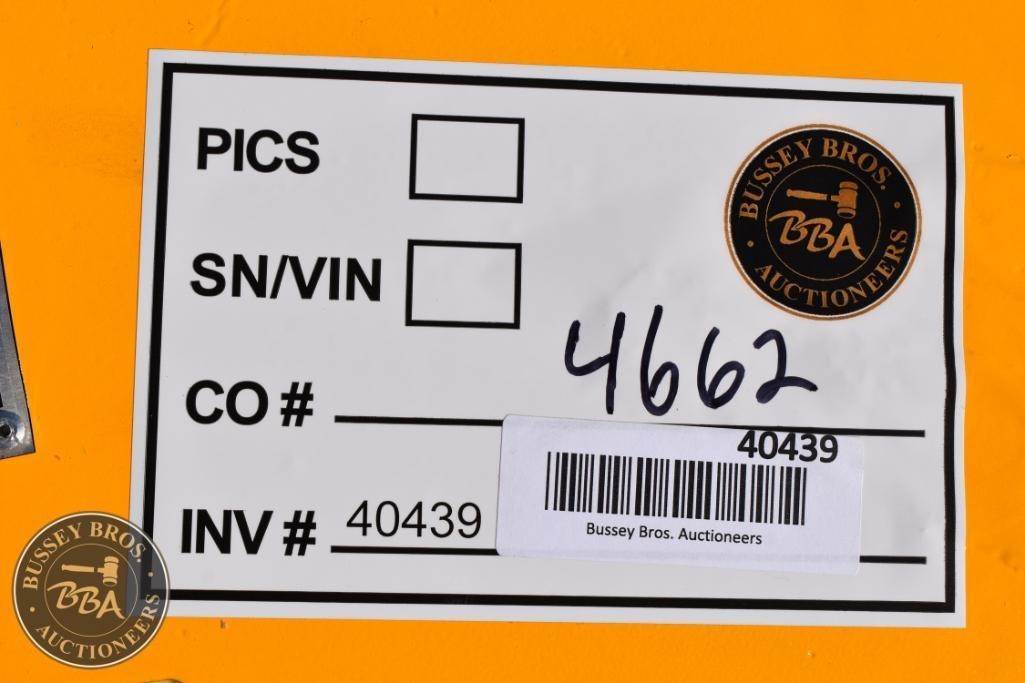 PICS
BUSSEY BROS.
BBA
AUCTIONEERS
SN/VIN
4662
CO #
40439
Bussey Bros. Auctioneers
INV # 40439
BUSSEY BROS.
BBA
AUCTIONEERS